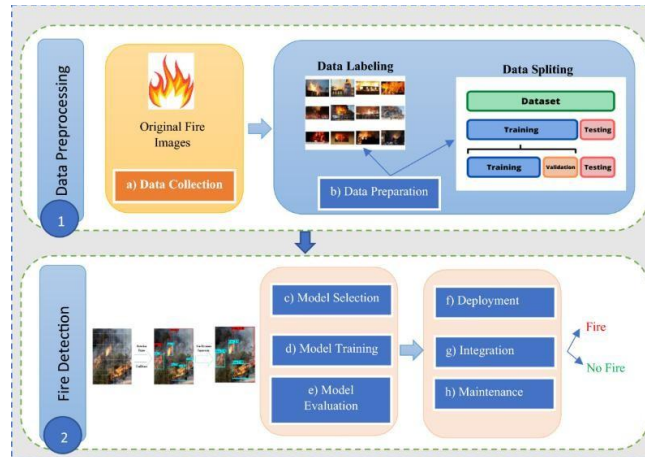 Data Preprocessing
1
Original Fire
Images
a) Data Collection
Data Labeling
b) Data Preparation
Data Spliting
Dataset
Training
Testing
Training
Validation
Testing
Fire Detection
2
c) Model Selection
d) Model Training
e) Model
Evaluation
f) Deployment
g) Integration
h) Maintenance
Fire
No Fire